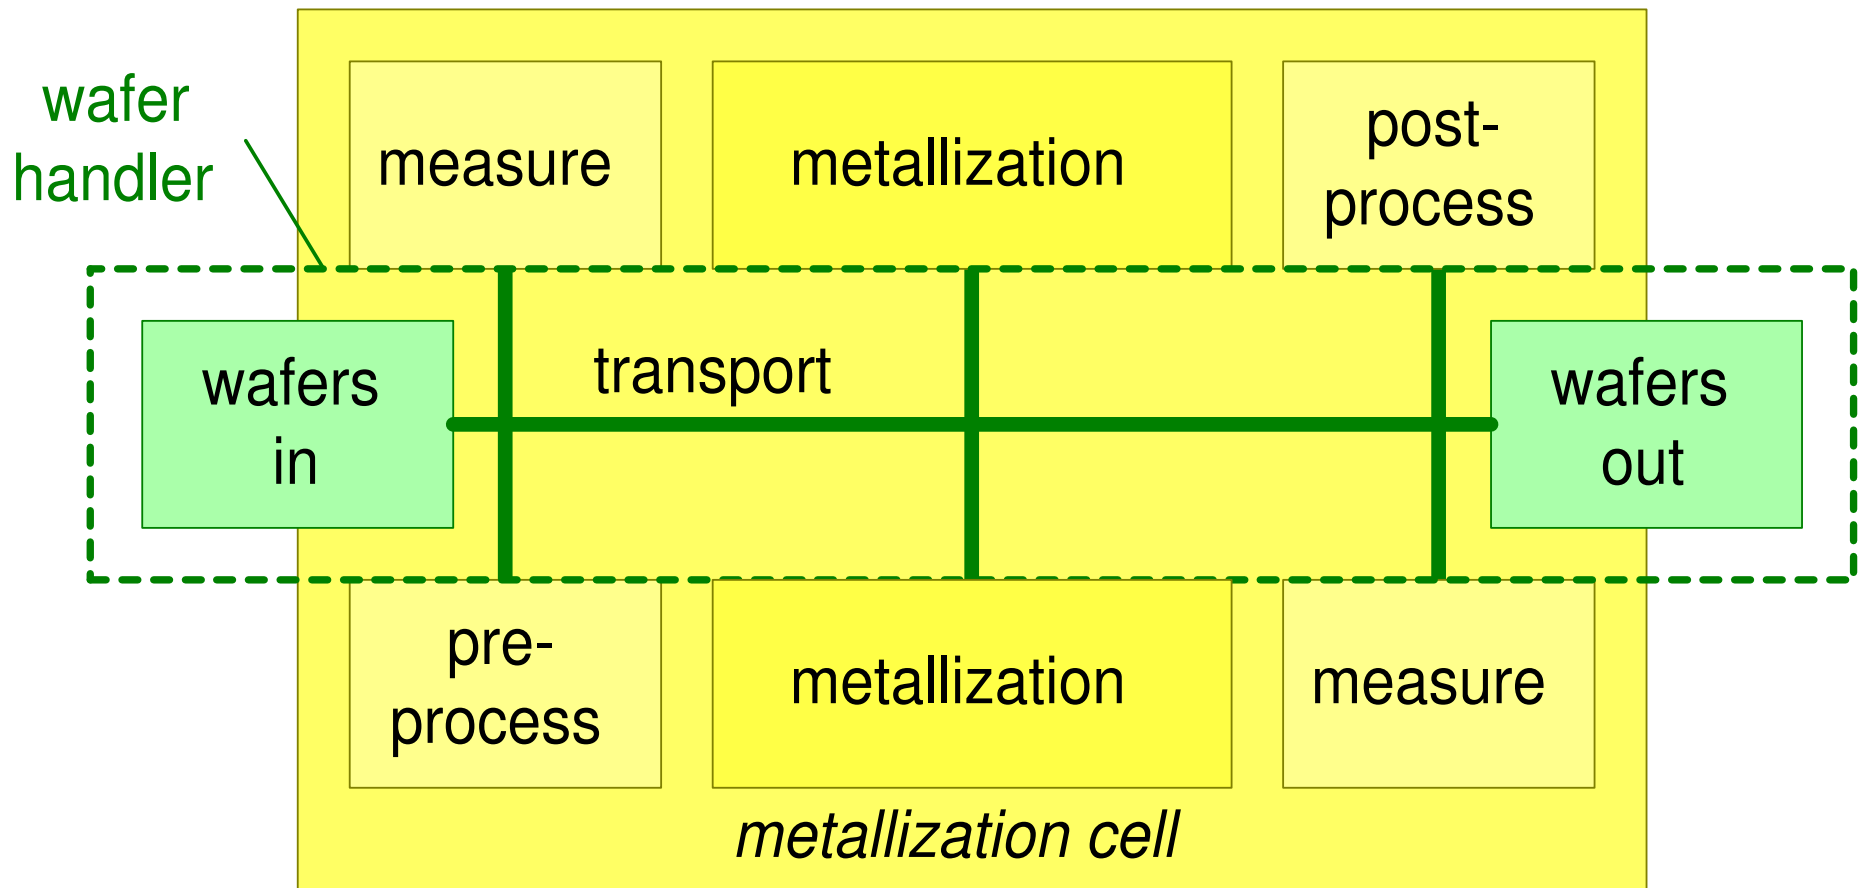 wafer
handler
measure
metallization
post-
process
wafers
in
transport
wafers
out
pre-
process
metallization
measure
metallization cell